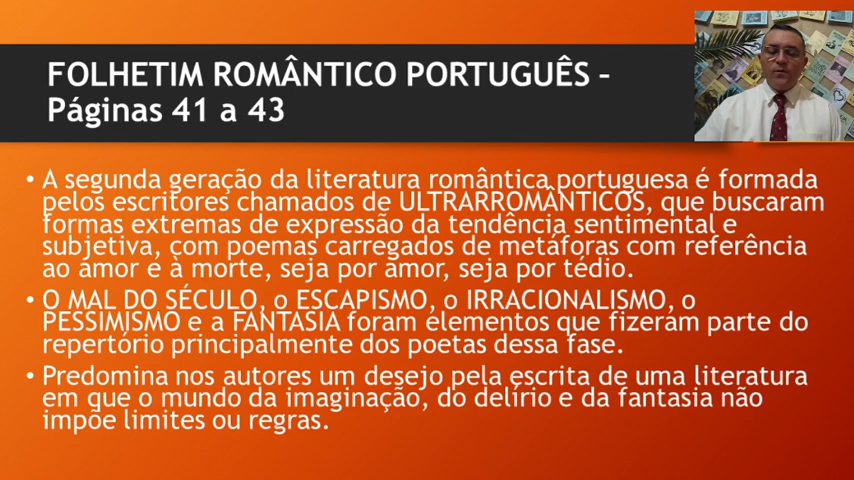 FOLHETIM ROMÂNTICO PORTUGUÊS –
Páginas 41 a 43
• A segunda geração da literatura romântica portuguesa é formada
pelos escritores chamados de ULTRARROMÂNTICOS, que buscaram
formas extremas de expressão da tendência sentimental e
subjetiva, com poemas carregados de metáforas com referência
ao amor e à morte, seja por amor, seja por tédio.
• O MAL DO SÉCULO, o ESCAPISMO, o IRRACIONALISMO, o
PESSIMISMO e a FANTASIA foram elementos que fizeram parte do
repertório principalmente dos poetas dessa fase.
• Predomina nos autores um desejo pela escrita de uma literatura
em que o mundo da imaginação, do delírio e da fantasia não
impõe limites ou regras.